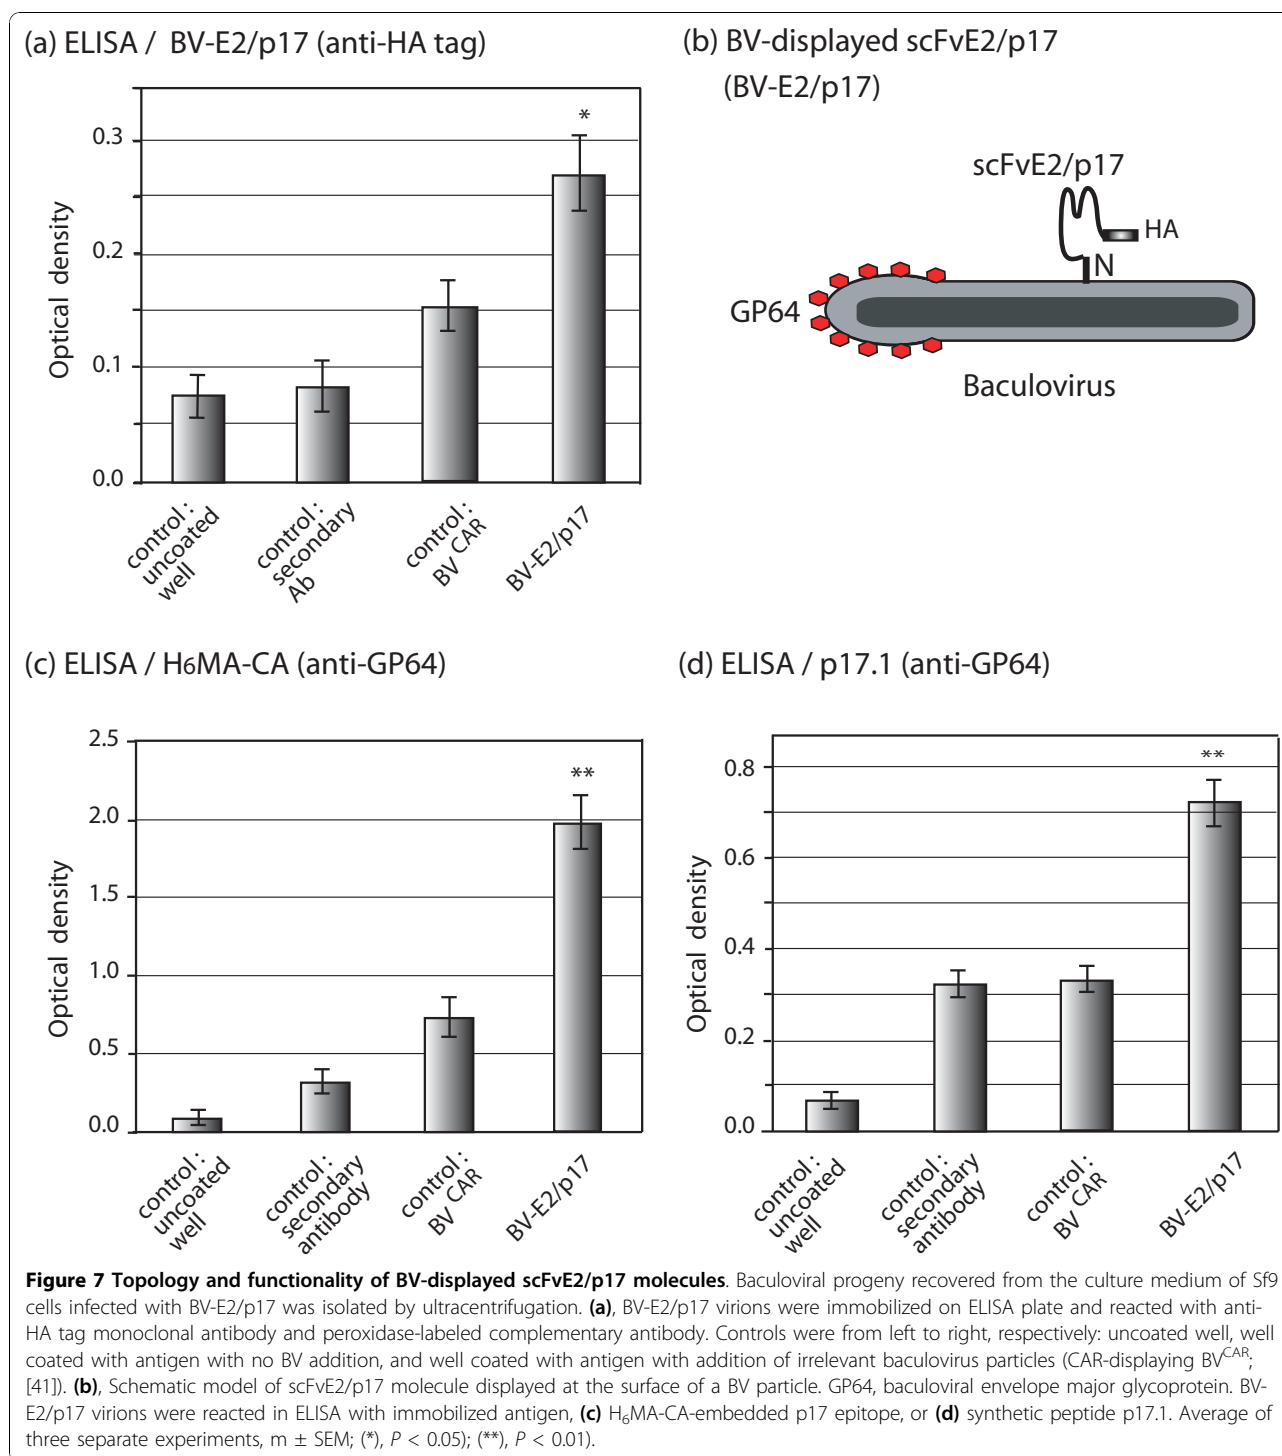 (a) ELISA / BV-E2/p17 (anti-HA tag)
Optical density
0.3
0.2
0.1
0.0
*
control:
uncoated
well
control:
secondary
Ab
control:
BV CAR
BV-E2/p17
(b) BV-displayed scFvE2/p17
(BV-E2/p17)
scFvE2/p17
HA
N
GP64
Baculovirus
(c) ELISA / H6MA-CA (anti-GP64)
Optical density
2.5
2.0
1.5
1.0
0.5
0.0
**
control:
uncoated
well
control:
secondary
antibody
control:
BV CAR
BV-E2/p17
(d) ELISA / p17.1 (anti-GP64)
Optical density
0.8
0.6
0.4
0.2
0.0
**
control:
uncoated
well
control:
secondary
antibody
control:
BV CAR
BV-E2/p17
Figure 7 Topology and functionality of BV-displayed scFvE2/p17 molecules. Baculoviral progeny recovered from the culture medium of Sf9
cells infected with BV-E2/p17 was isolated by ultracentrifugation. (a), BV-E2/p17 virions were immobilized on ELISA plate and reacted with anti-
HA tag monoclonal antibody and peroxidase-labeled complementary antibody. Controls were from left to right, respectively: uncoated well, well
coated with antigen with no BV addition, and well coated with antigen with addition of irrelevant baculovirus particles (CAR-displaying BVCAR;
[41]). (b), Schematic model of scFvE2/p17 molecule displayed at the surface of a BV particle. GP64, baculoviral envelope major glycoprotein. BV-
E2/p17 virions were reacted in ELISA with immobilized antigen, (c) H6MA-CA-embedded p17 epitope, or (d) synthetic peptide p17.1. Average of
three separate experiments, m ± SEM; (*), P < 0.05); (**), P < 0.01).